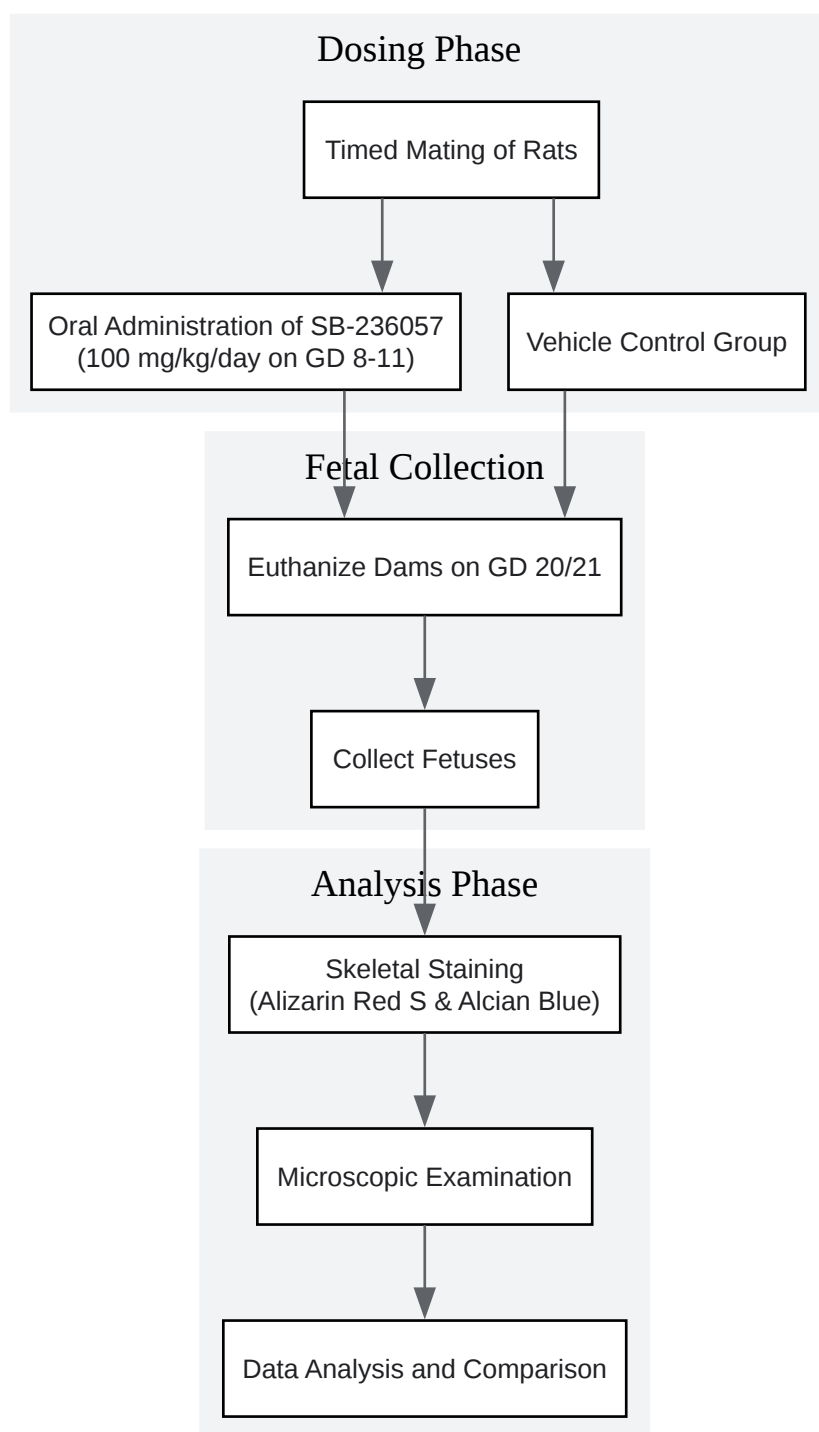 Dosing Phase
Timed Mating of Rats
Oral Administration of SB-236057
(100 mg/kg/day on GD 8-11)
Vehicle Control Group
Fetal Collection
Euthanize Dams on GD 20/21
Collect Fetuses
Analysis Phase
Skeletal Staining
(Alizarin Red S & Alcian Blue)
Microscopic Examination
Data Analysis and Comparison